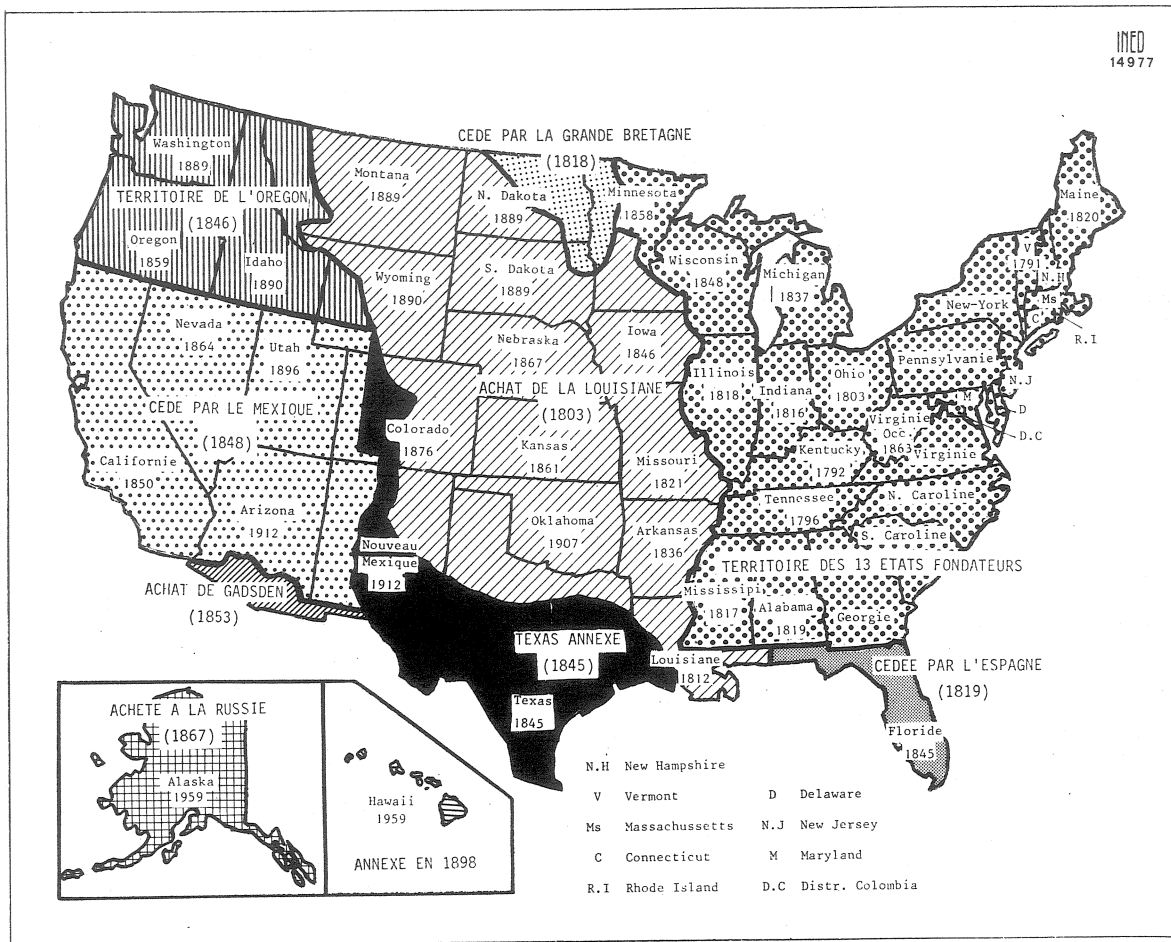 INED
14977
CEDE PAR LA GRANDE BRETAGNE
(1818)
Washington
1889
TERRITOIRE DE L'OREGON
(1846)
Oregon
1859
Idaho
1890
Montana
1889
N. Dakota
1889
Minnesota
1858
Wyoming
1890
S. Dakota
1889
Wisconsin
1848
Michigan
1837
Maine
1820
V
1791
N.H
New-York
Ms
C
R.I
Nevada
1864
Utah
1896
Nebraska
1867
Iowa
1846
Pennsylvanie
N.J
ACHAT DE LA LOUISIANE
(1803)
Illinois
1818
Indiana
1816
Ohio
1803
M
D
D.C
CEDE PAR LE MEXIQUE
(1848)
Californie
1850
Colorado
1876
Kansas
1861
Missouri
1821
Kentucky
1792
Virginie
Occ.
1863
Virginie
Arizona
1912
Nouveau
Mexique
1912
Oklahoma
1907
Arkansas
1836
Tennessee
1796
N. Caroline
S. Caroline
TERRITOIRE DES 13 ETATS FONDATEURS
ACHAT DE GADSDEN
(1853)
Mississipi
1817
Alabama
1819
Georgie
TEXAS ANNEXE
(1845)
Texas
1845
Louisiane
1812
CEDEE PAR L'ESPAGNE
(1819)
Floride
1845
ACHETE A LA RUSSIE
(1867)
Alaska
1959
Hawaii
1959
ANNEXE EN 1898
N.H New Hampshire
V Vermont D Delaware
Ms Massachussetts N.J New Jersey
C Connecticut M Maryland
R.I Rhode Island D.C Distr. Colombia